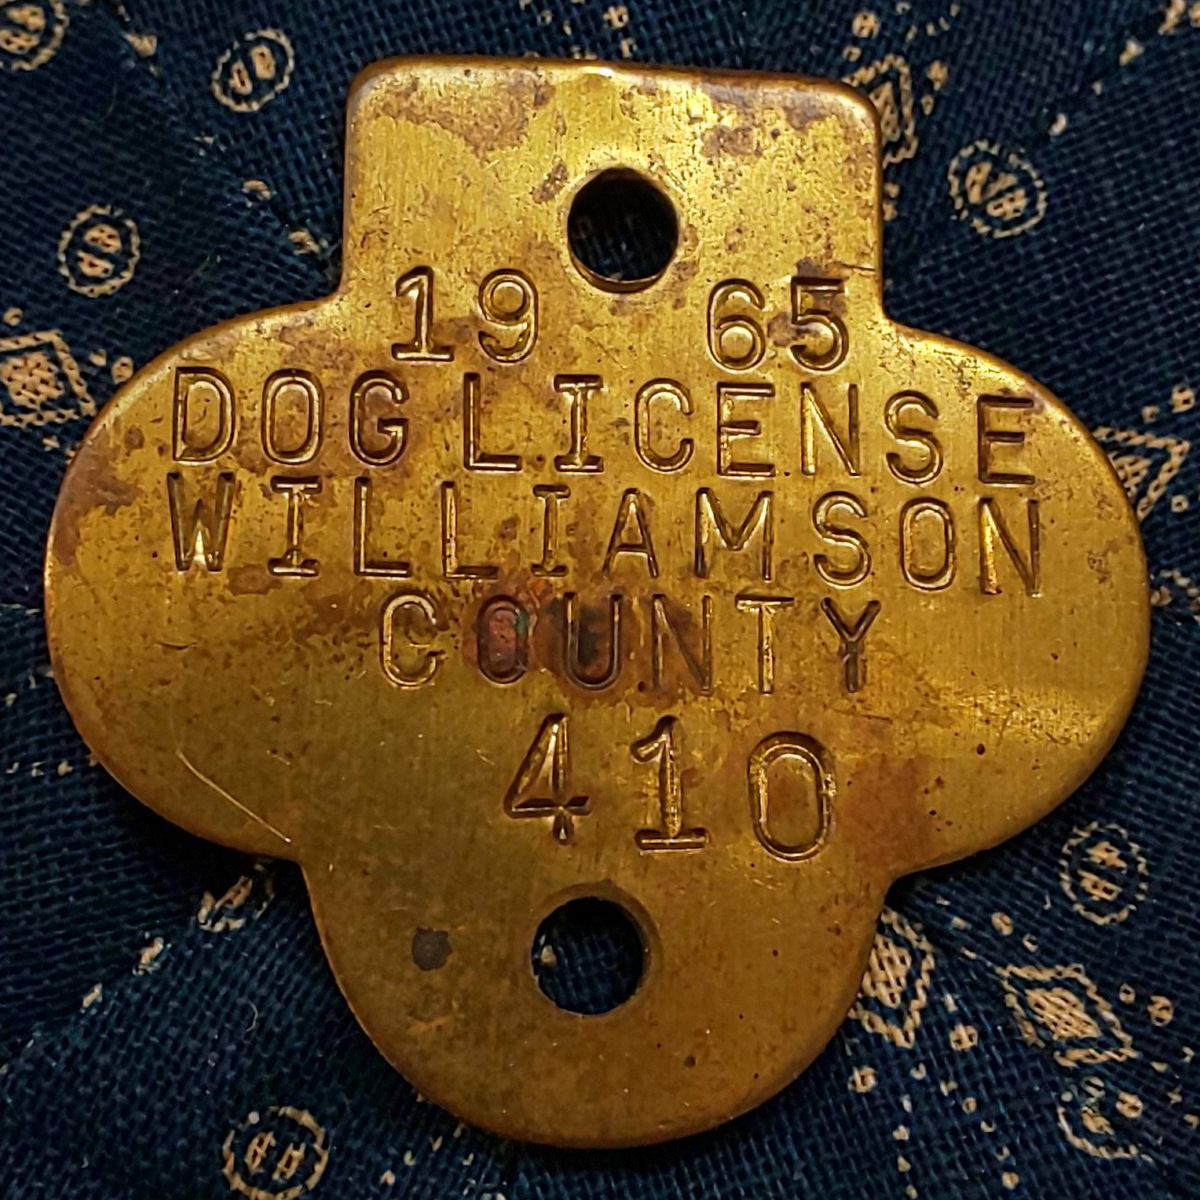 19 65
DOG LICENSE
WILLIAMSON
COUNTY
410